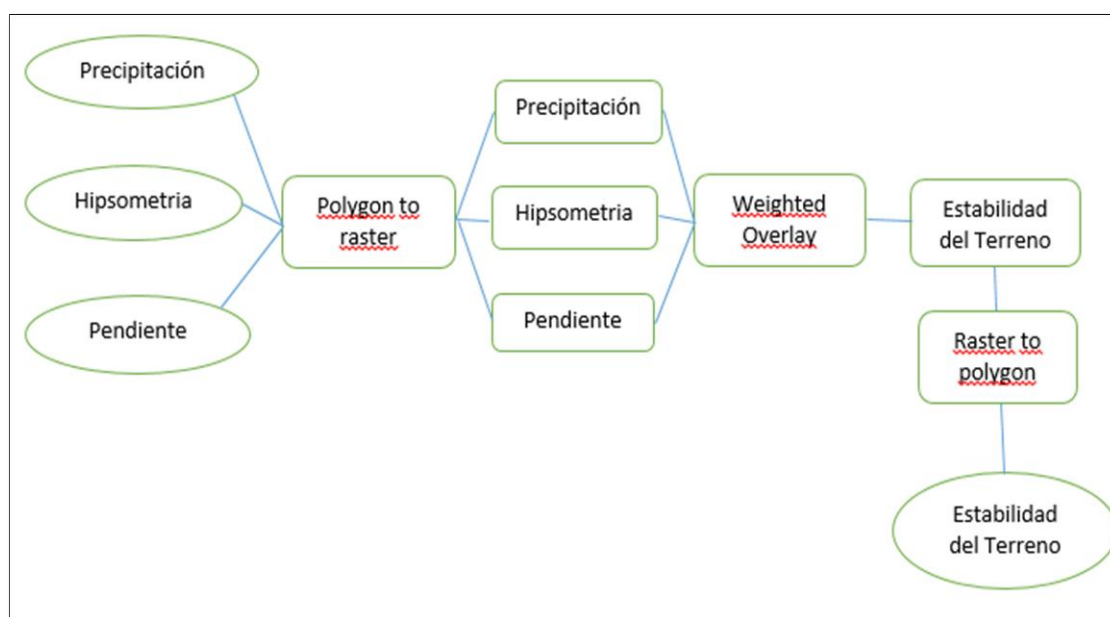 Precipitación
Hipsometria
Pendiente
Polygon to
raster
Precipitación
Hipsometria
Pendiente
Weighted
Overlay
Estabilidad
del Terreno
Raster to
polygon
Estabilidad
del Terreno